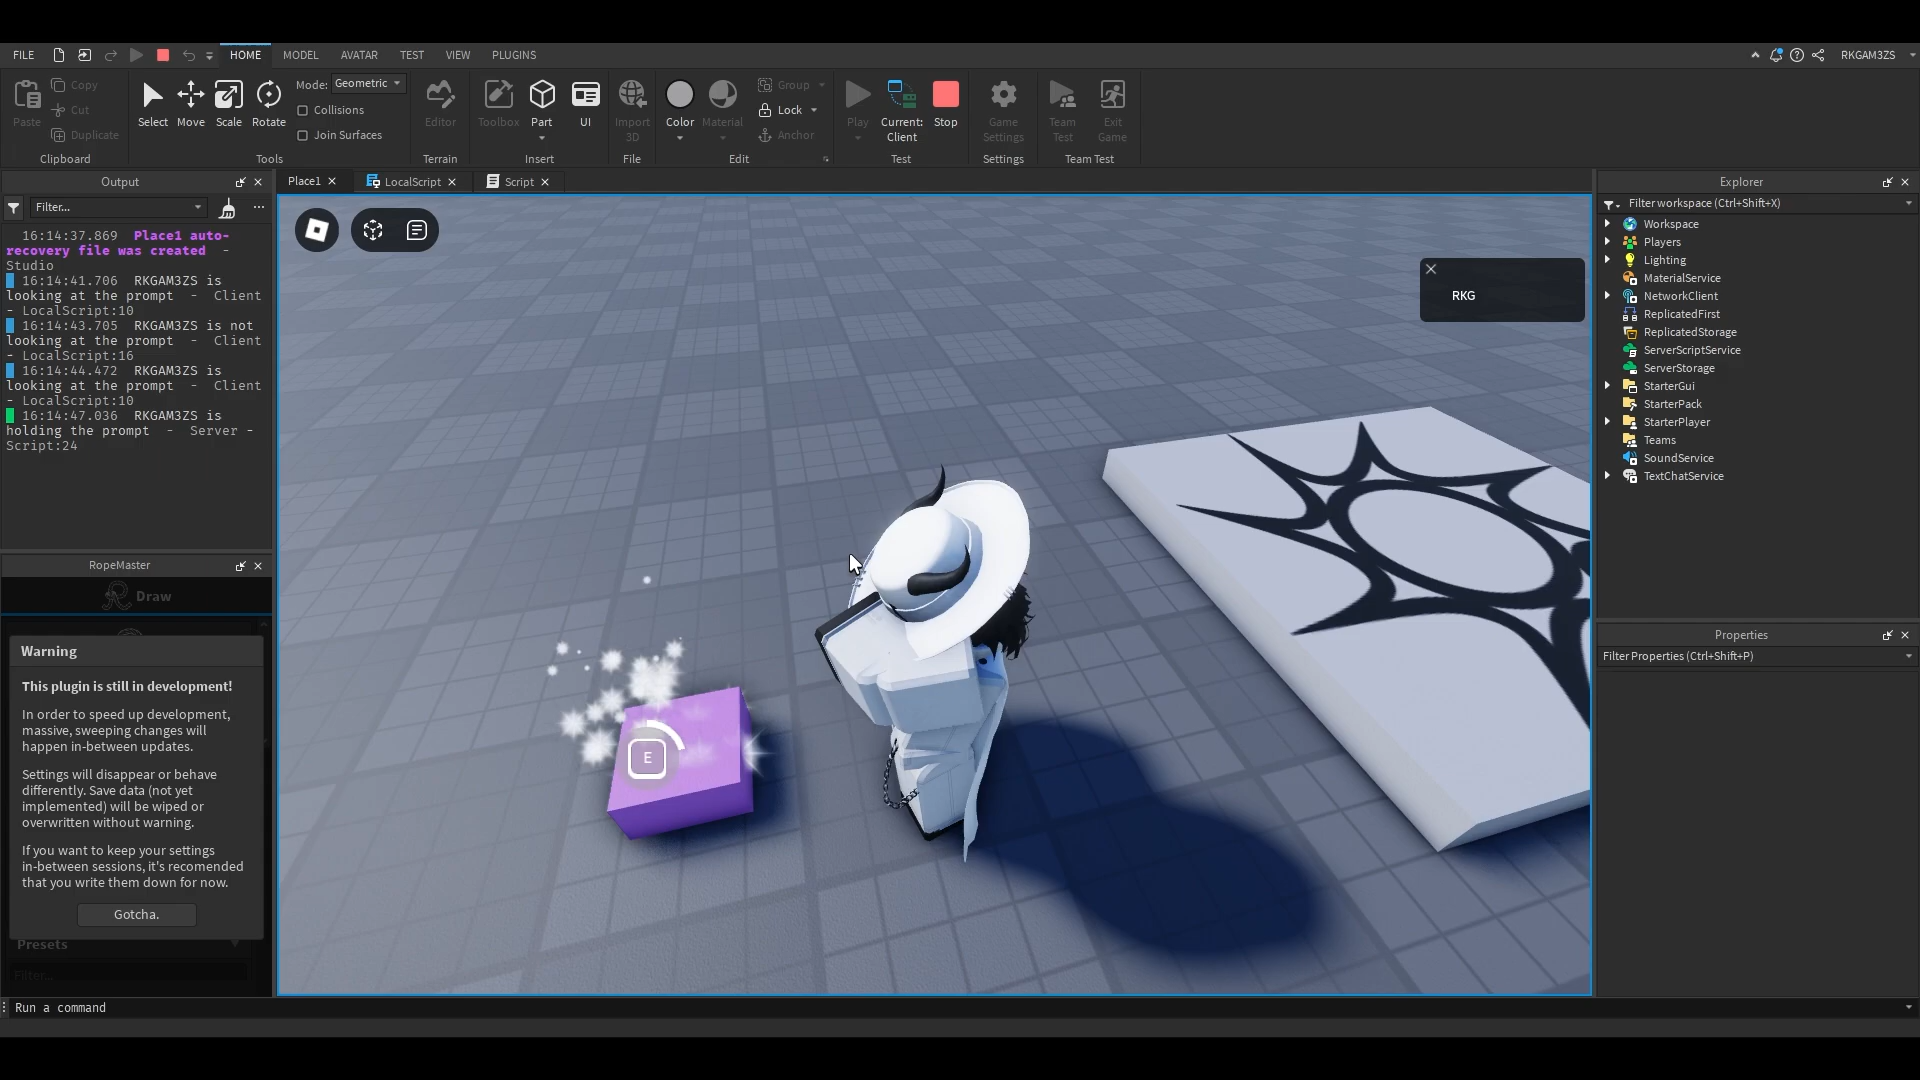 FILE
HOME
MODEL
AVATAR
TEST
VIEW
PLUGINS
RKGAM3ZS
Paste
Copy
Cut
Duplicate
Clipboard
Select
Move
Scale
Rotate
Mode: Geometric
Collisions
Join Surfaces
Tools
Editor
Terrain
Toolbox
Part
UI
Insert
Import
3D
File
Color
Material
Group
Lock
Anchor
Edit
Play
Current:
Client
Stop
Test
Game
Settings
Settings
Team
Test
Exit
Game
Team Test
Output
Filter...
16:14:37.869 Place1 auto-
recovery file was created -
Studio
16:14:41.706 RKGAM3ZS is
looking at the prompt - Client
- LocalScript:10
16:14:43.705 RKGAM3ZS is not
looking at the prompt - Client
- LocalScript:16
16:14:44.472 RKGAM3ZS is
looking at the prompt - Client
- LocalScript:10
16:14:47.036 RKGAM3ZS is
holding the prompt - Server -
Script:24
RopeMaster
Draw
Warning
This plugin is still in development!
In order to speed up development,
massive, sweeping changes will
happen in-between updates.
Settings will disappear or behave
differently. Save data (not yet
implemented) will be wiped or
overwritten without warning.
If you want to keep your settings
in-between sessions, it's recomended
that you write them down for now.
Gotcha.
Presets
Filter...
Place1
LocalScript
Script
RKG
E
Explorer
Filter workspace (Ctrl+Shift+X)
Workspace
Players
Lighting
MaterialService
NetworkClient
ReplicatedFirst
ReplicatedStorage
ServerScriptService
ServerStorage
StarterGui
StarterPack
StarterPlayer
Teams
SoundService
TextChatService
Properties
Filter Properties (Ctrl+Shift+P)
Run a command